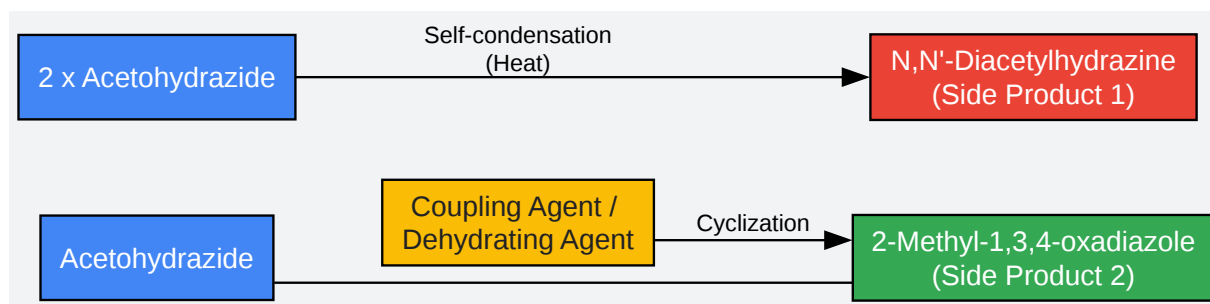 2 x Acetohydrazide
Self-condensation
(Heat)
N,N'-Diacetylhydrazine
(Side Product 1)
Acetohydrazide
Coupling Agent /
Dehydrating Agent
Cyclization
2-Methyl-1,3,4-oxadiazole
(Side Product 2)